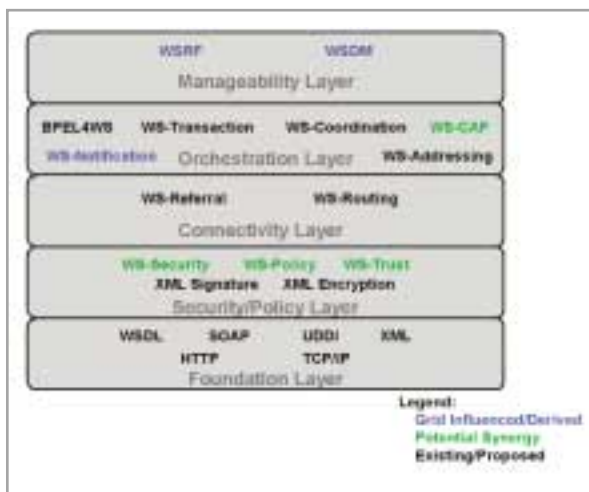 WSRF WSDM
Manageability Layer
BPEL4WS WS-Transaction WS-Coordination WS-CAF
WS-Notification Orchestration Layer WS-Addressing
WS-Referral WS-Routing
Connectivity Layer
WS-Security WS-Policy WS-Trust
XML Signature XML Encryption
Security/Policy Layer
WSDL SOAP UDDI XML
HTTP TCP/IP
Foundation Layer
Legend:
Grid Influenced/Derived
Potential Synergy
Existing/Proposed